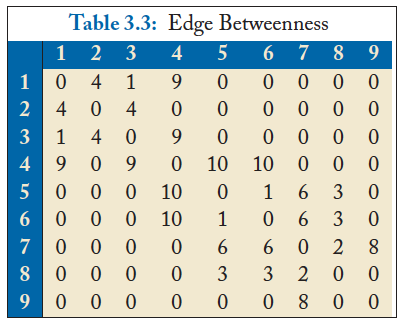 Table 3.3: Edge Betweenness
1 2 3 4 5 6 7 8 9
1 0 4 1 9 0 0 0 0 0
2 4 0 4 0 0 0 0 0 0
3 1 4 0 9 0 0 0 0 0
4 9 0 9 0 10 10 0 0 0
5 0 0 0 10 0 1 6 3 0
6 0 0 0 10 1 0 6 3 0
7 0 0 0 0 6 6 0 2 8
8 0 0 0 0 3 3 2 0 0
9 0 0 0 0 0 0 8 0 0